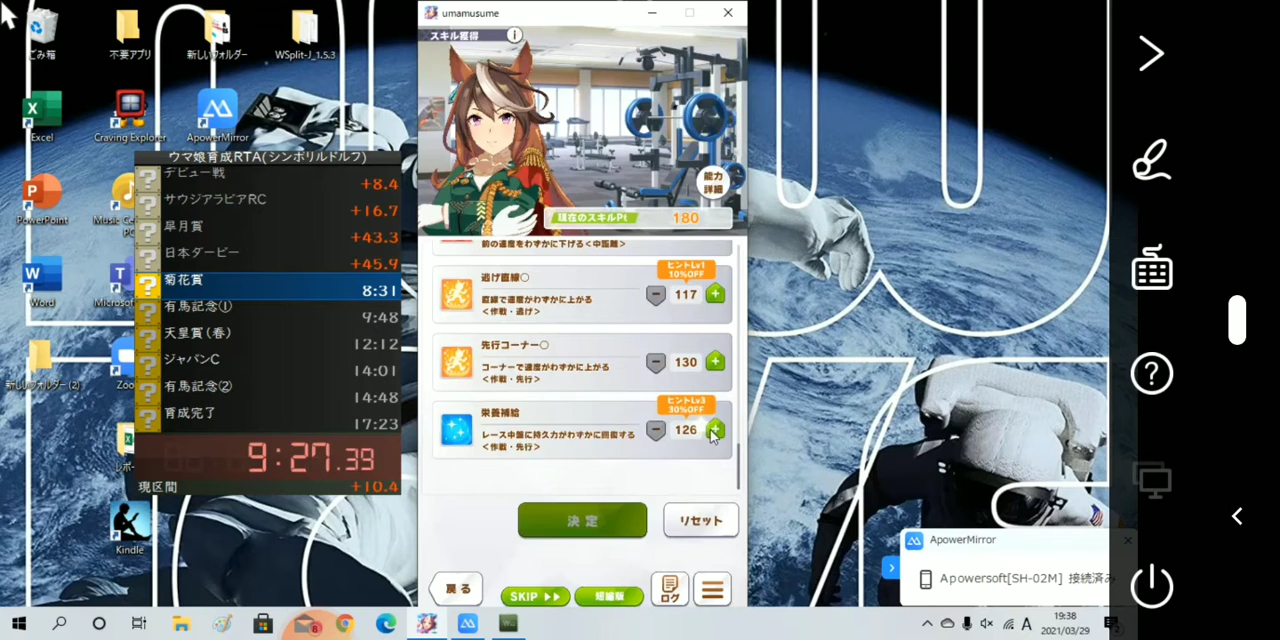 ごみ箱
不要アプリ
新しいフォルダー
WSplit-J_1.5.3
Excel
Craving Explorer
ApowerMirror
PowerPoint
Word
新しいフォルダー (2)
Kindle
ウマ娘育成RTA(シンボリルドルフ)
デビュー戦
+8.4
サウジアラビアRC
+16.7
皐月賞
+43.3
日本ダービー
+45.9
菊花賞
8:31
有馬記念①
9:48
天皇賞(春)
12:12
ジャパンC
14:01
有馬記念②
14:48
育成完了
17:23
9:27.39
現区間
+10.4
umamusume
スキル獲得
能力
詳細
現在のスキルPt 180
前の速度をわずかに下げる<中距離>
逃げ直線○
ヒントLv1
10%OFF
直線で速度がわずかに上がる
<作戦・逃げ>
117
先行コーナー○
コーナーで速度がわずかに上がる
<作戦・先行>
130
栄養補給
ヒントLv3
30%OFF
レース中盤に持久力がわずかに回復する
<作戦・先行>
126
決定
リセット
戻る
SKIP
短縮版
ログ
ApowerMirror
Apowersoft[SH-02M] 接続済み
A
19:38
2021/03/29